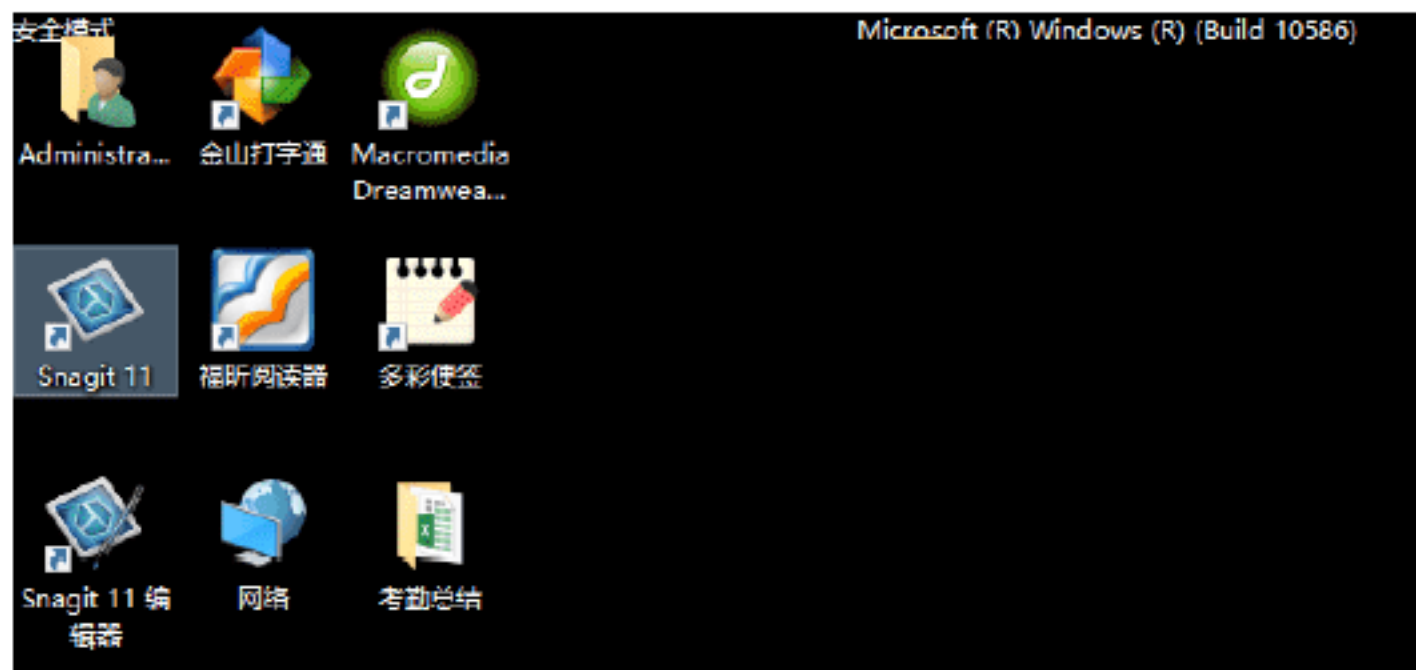 安全模式
Microsoft (R) Windows (R) (Build 10586)
Administra...
金山打字通
Macromedia
Dreamwea...
Snagit 11
福昕阅读器
多彩便签
Snagit 11 编
辑器
网络
考勤总结